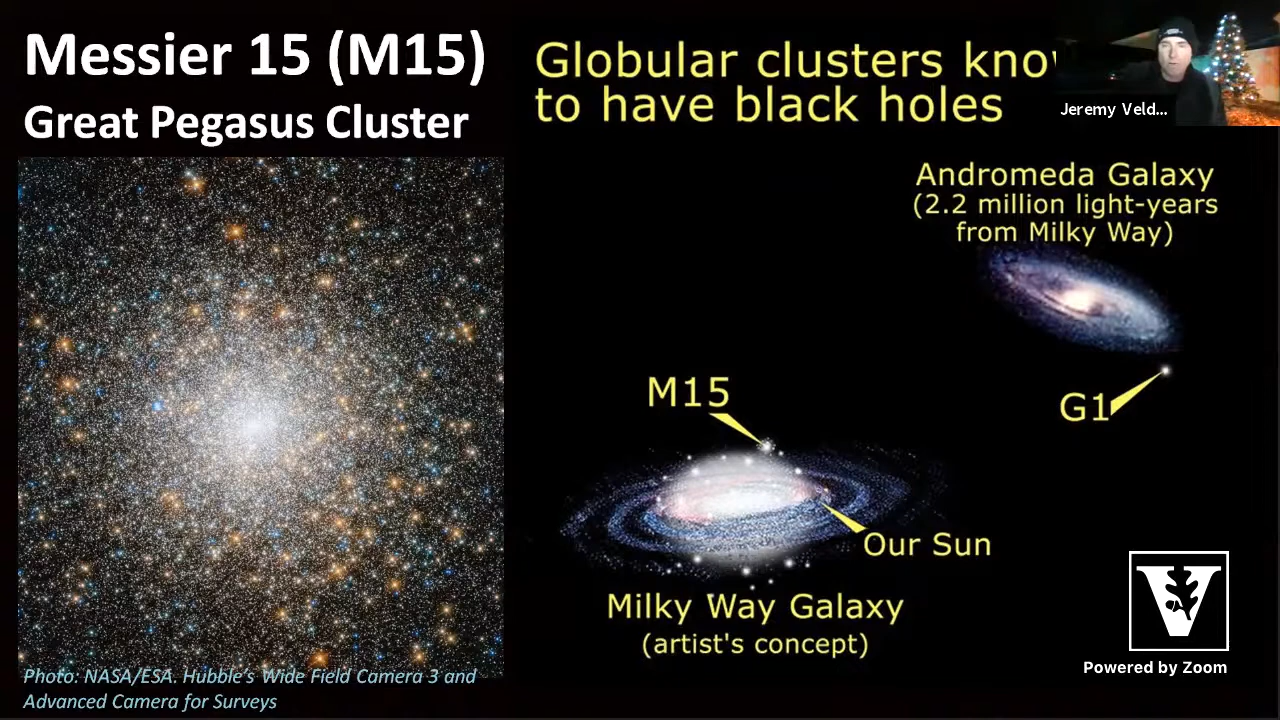 Messier 15 (M15)
Great Pegasus Cluster
Photo: NASA/ESA. Hubble's Wide Field Camera 3 and
Advanced Camera for Surveys
Globular clusters
to have black holes
Jeremy Veld...
Andromeda Galaxy
(2.2 million light-years
from Milky Way)
G1
M15
Our Sun
Milky Way Galaxy
(artist's concept)
V
Powered by Zoom